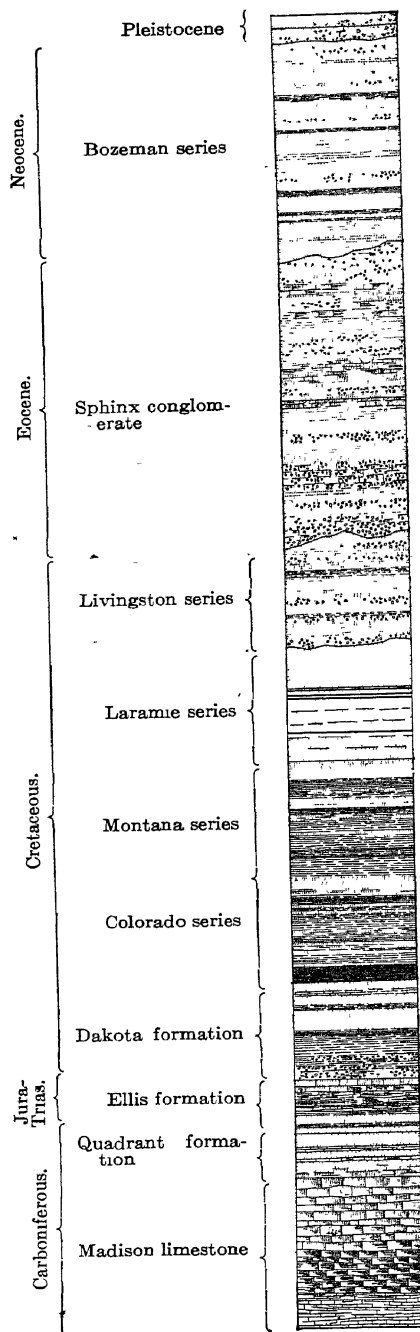 Pleistocene
Neocene.
Bozeman series
Eocene.
Sphinx conglom-
erate
Cretaceous.
Livingston series
Laramie series
Montana series
Colorado series
Dakota formation
Jura-
Trias.
Ellis formation
Carboniferous.
Quadrant forma-
tion
Madison limestone